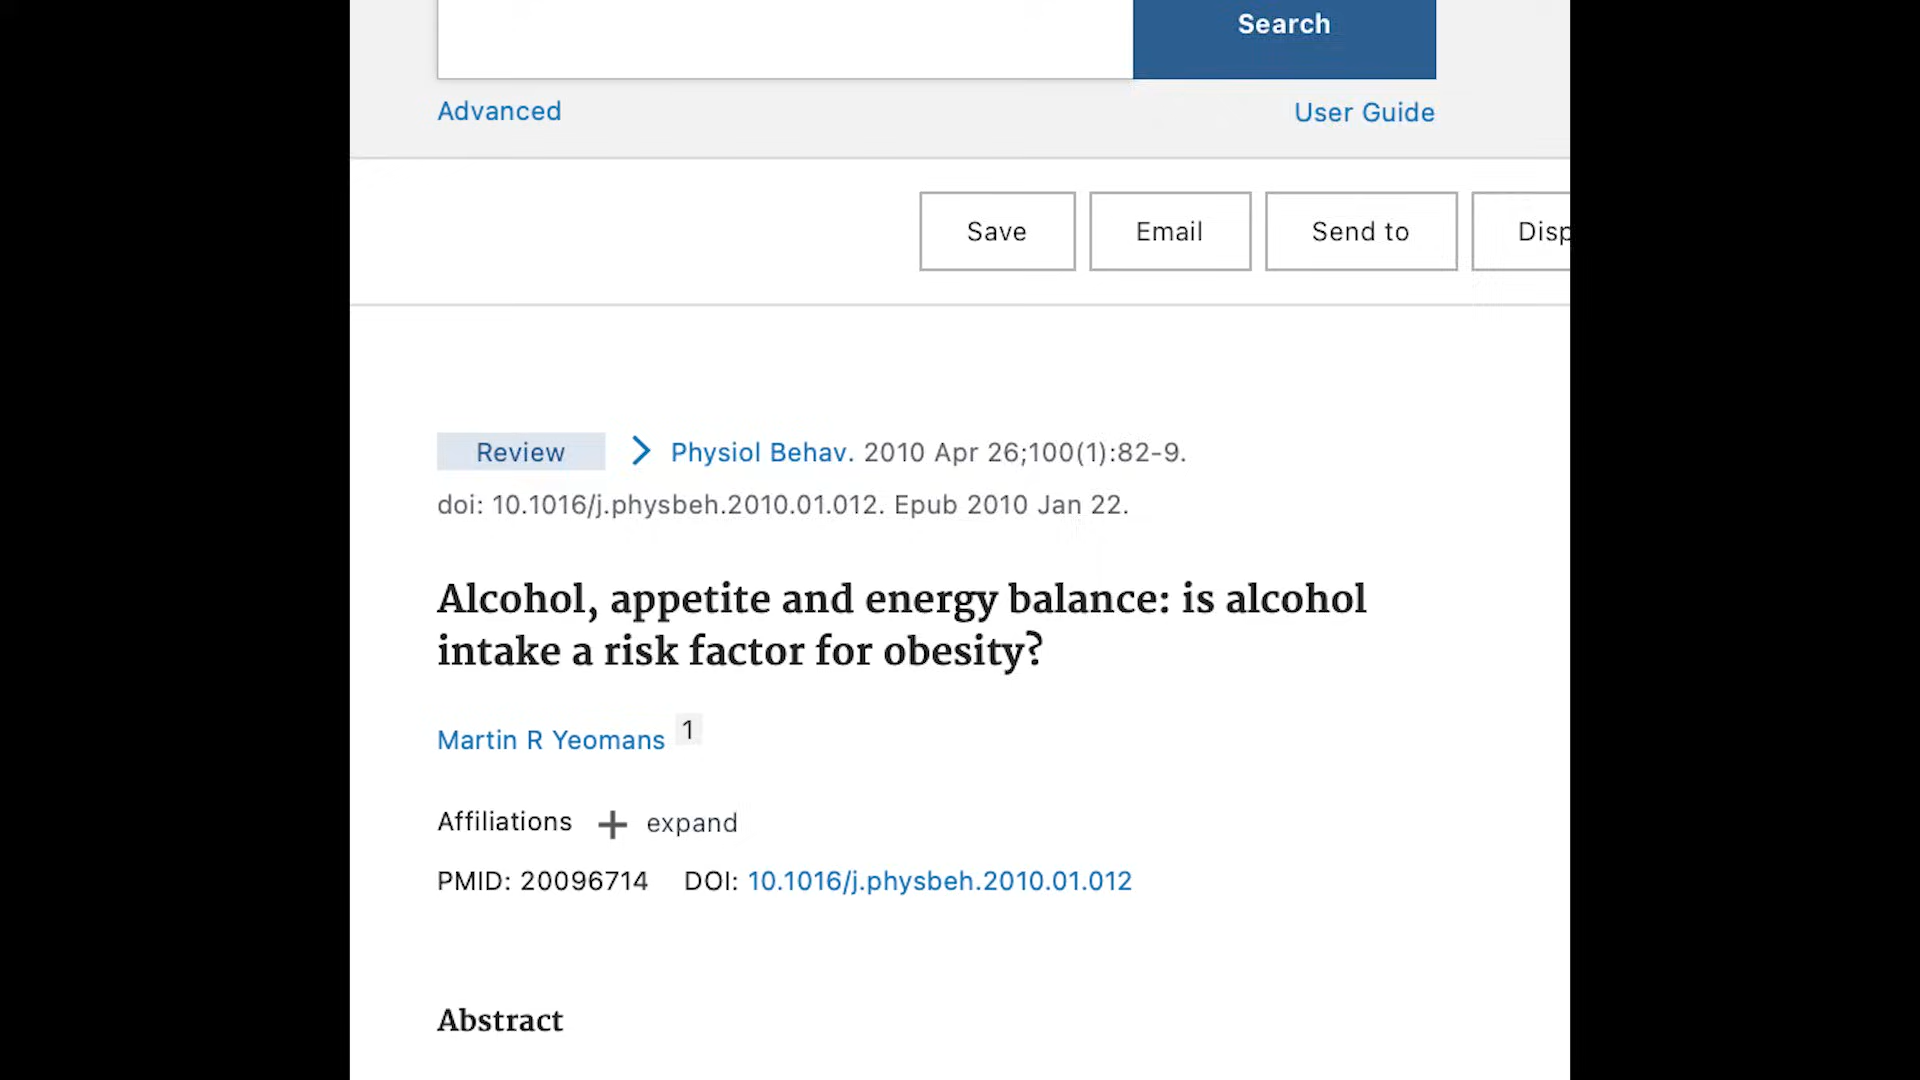 Search
Advanced
User Guide
Save
Email
Send to
Disp
Review
Physiol Behav. 2010 Apr 26;100(1):82-9.
doi: 10.1016/j.physbeh.2010.01.012. Epub 2010 Jan 22.
Alcohol, appetite and energy balance: is alcohol
intake a risk factor for obesity?
Martin R Yeomans 1
Affiliations + expand
PMID: 20096714 DOI: 10.1016/j.physbeh.2010.01.012
Abstract